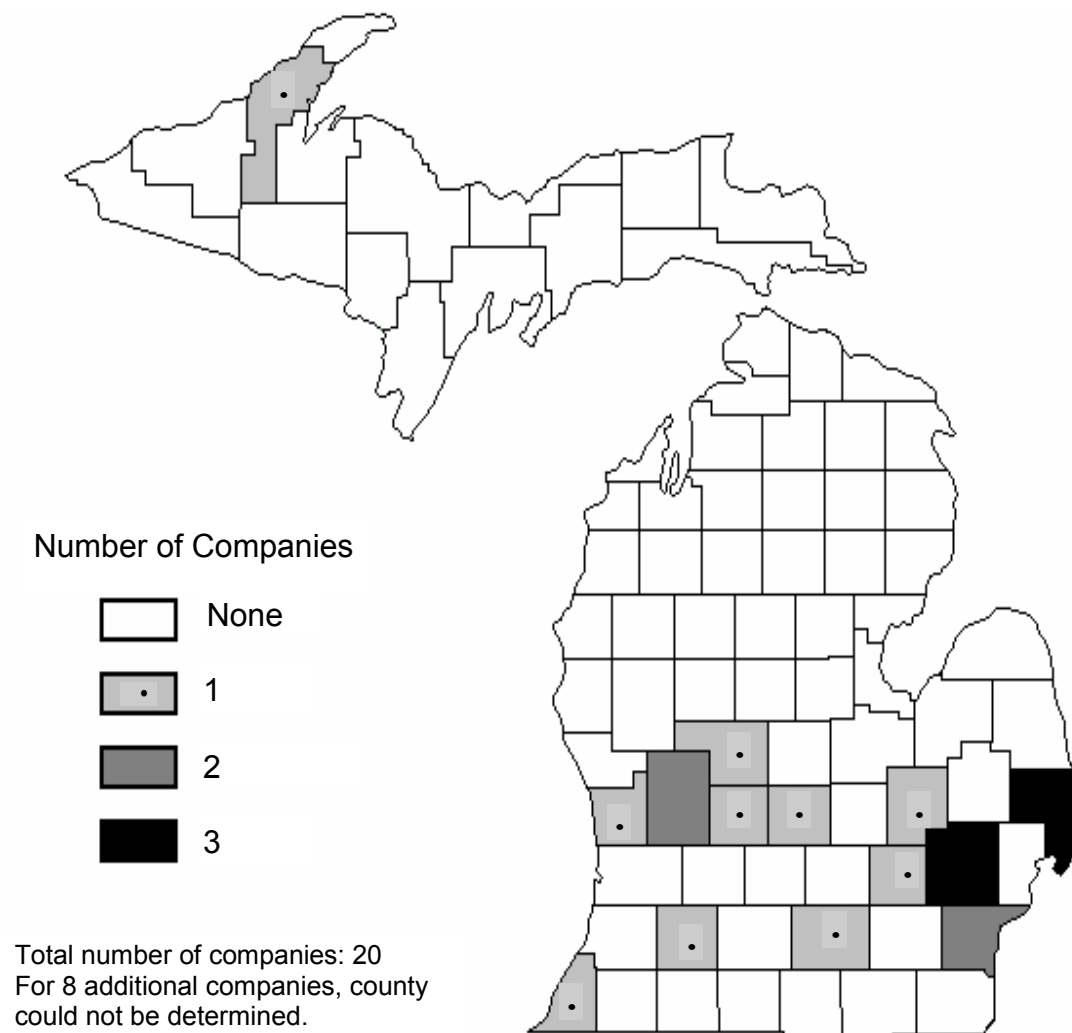 Number of Companies
None
1
2
3
Total number of companies: 20
For 8 additional companies, county
could not be determined.